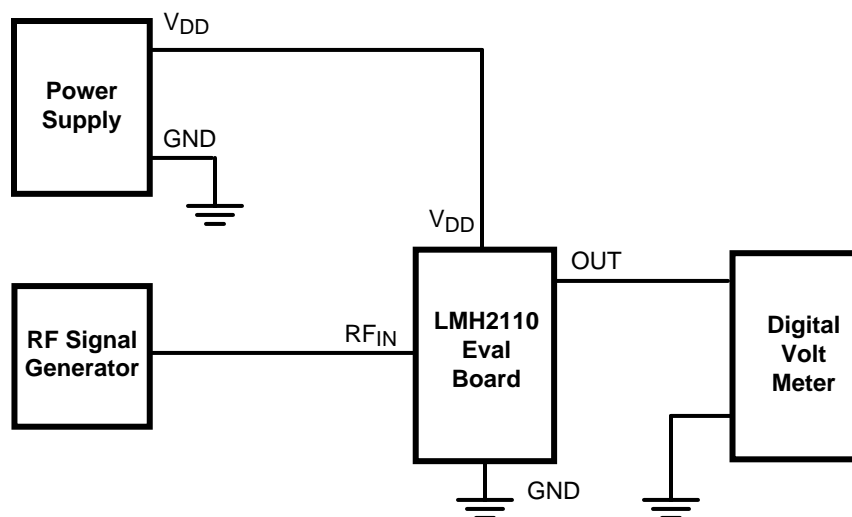 VDD
Power
Supply
GND
VDD
OUT
RF Signal
Generator
RFIN
LMH2110
Eval
Board
Digital
Volt
Meter
GND